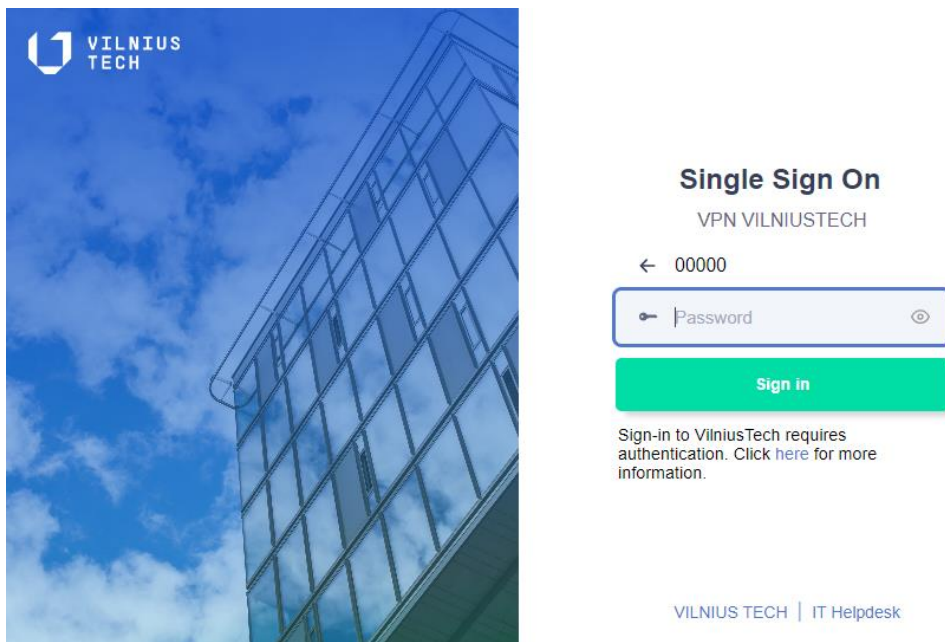 VILNIUS
TECH
Single Sign On
VPN VILNIUSTECH
00000
Password
Sign in
Sign-in to VilniusTech requires
authentication. Click here for more
information.
VILNIUS TECH | IT Helpdesk